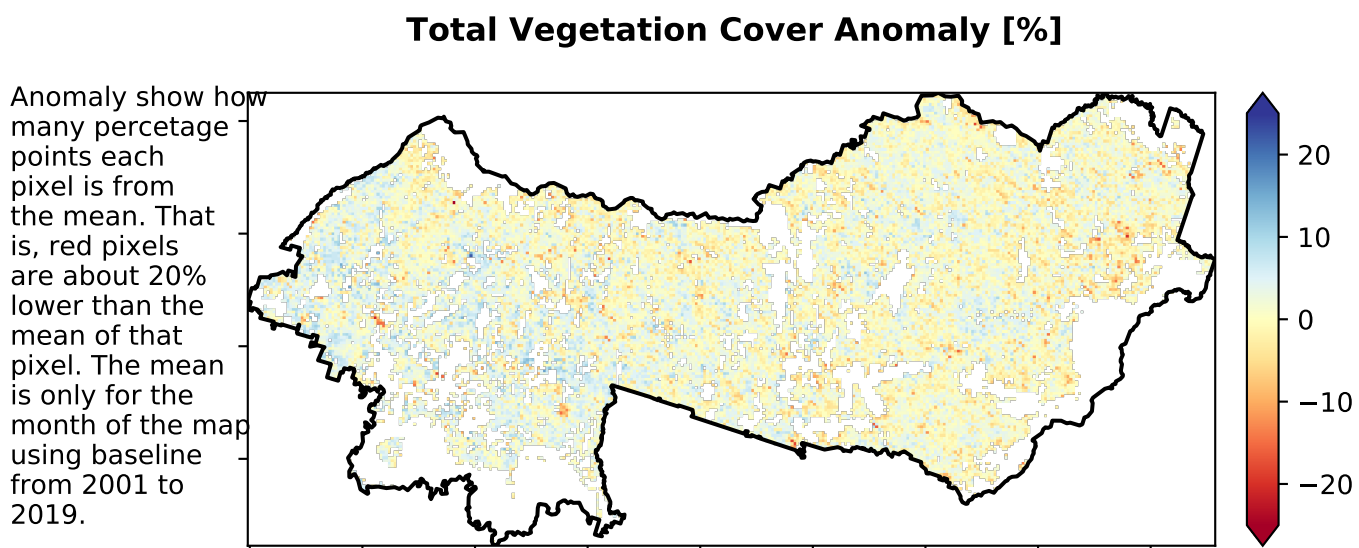 Total Vegetation Cover Anomaly [%]
Anomaly show how
many percetage
points each
pixel is from
the mean. That
is, red pixels
are about 20%
lower than the
mean of that
pixel. The mean
is only for the
month of the map
using baseline
from 2001 to
2019.
20
10
0
−10
−20